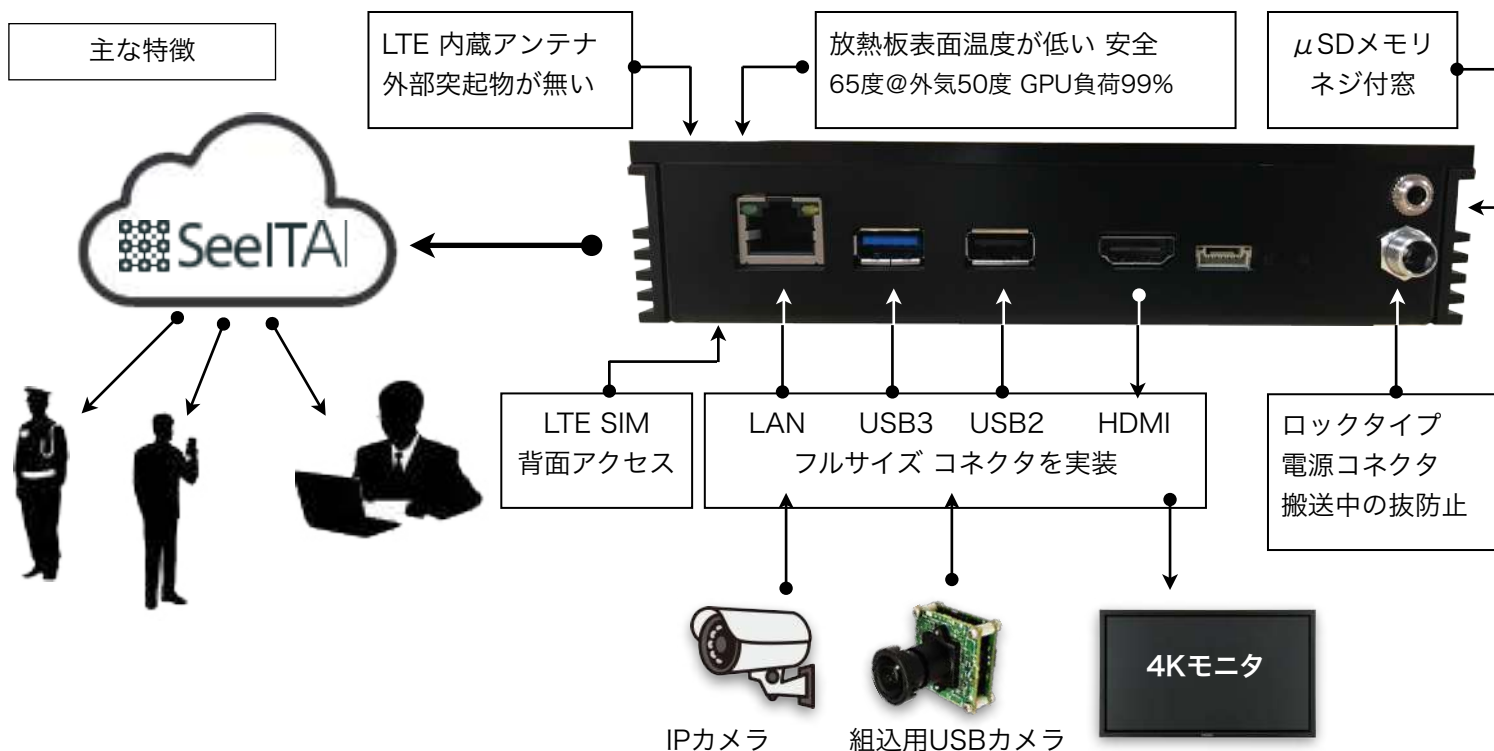 主な特徴
LTE 内蔵アンテナ
外部突起物が無い
放熱板表面温度が低い 安全
65度@外気50度 GPU負荷99%
μSDメモリ
ネジ付窓
SeeITAI
LTE SIM
背面アクセス
LAN USB3 USB2 HDMI
フルサイズ コネクタを実装
ロックタイプ
電源コネクタ
搬送中の抜防止
4Kモニタ
IPカメラ
組込用USBカメラ